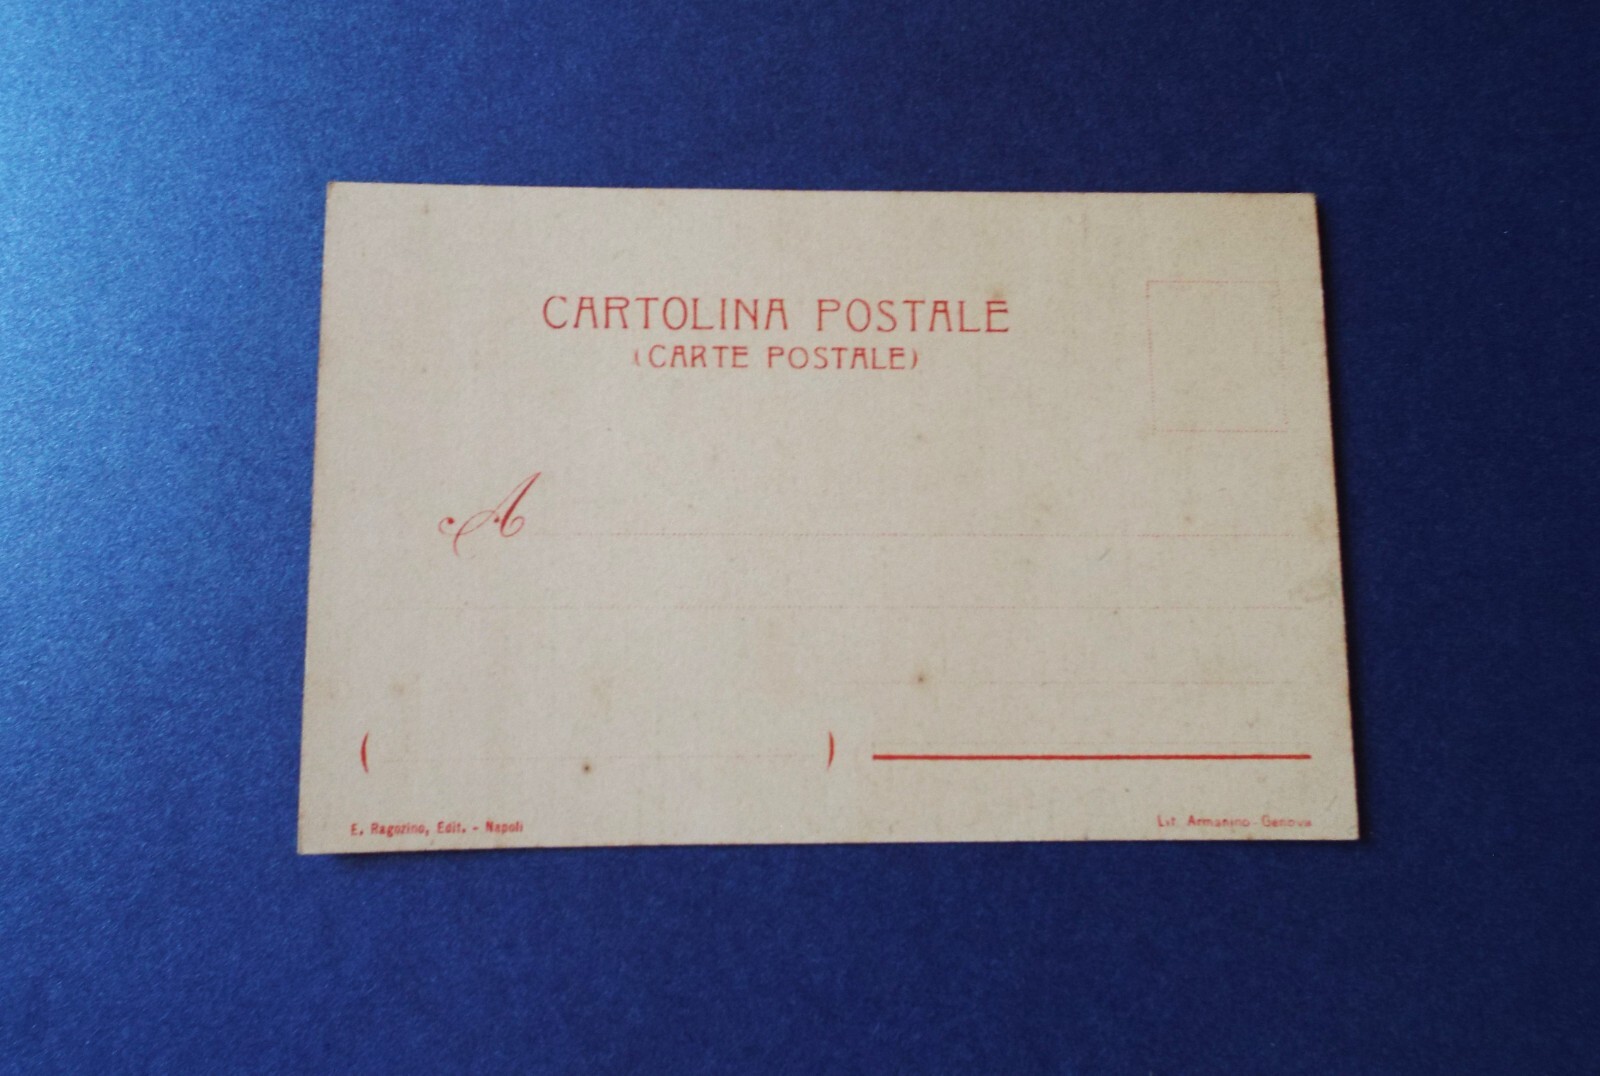 CARTOLINA POSTALE
(CARTE POSTALE)
A
( )
E. Ragozino, Edit. - Napoli
Lit. Armanino - Genova